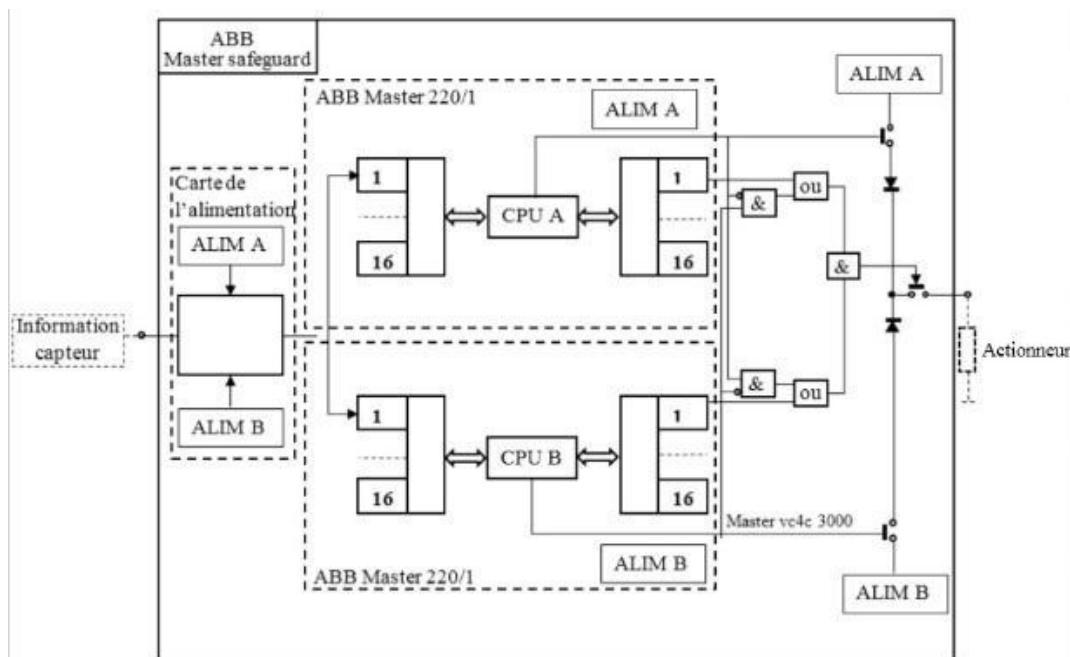 ABB
Master safeguard
ALIM A
ABB Master 220/1
ALIM A
Carte de
l'alimentation
ALIM A
1
16
CPU A
1
16
&
ou
&
Information
capteur
Actionneur
ALIM B
1
16
CPU B
1
16
&
ou
Master vc4c 3000
ALIM B
ABB Master 220/1
ALIM B